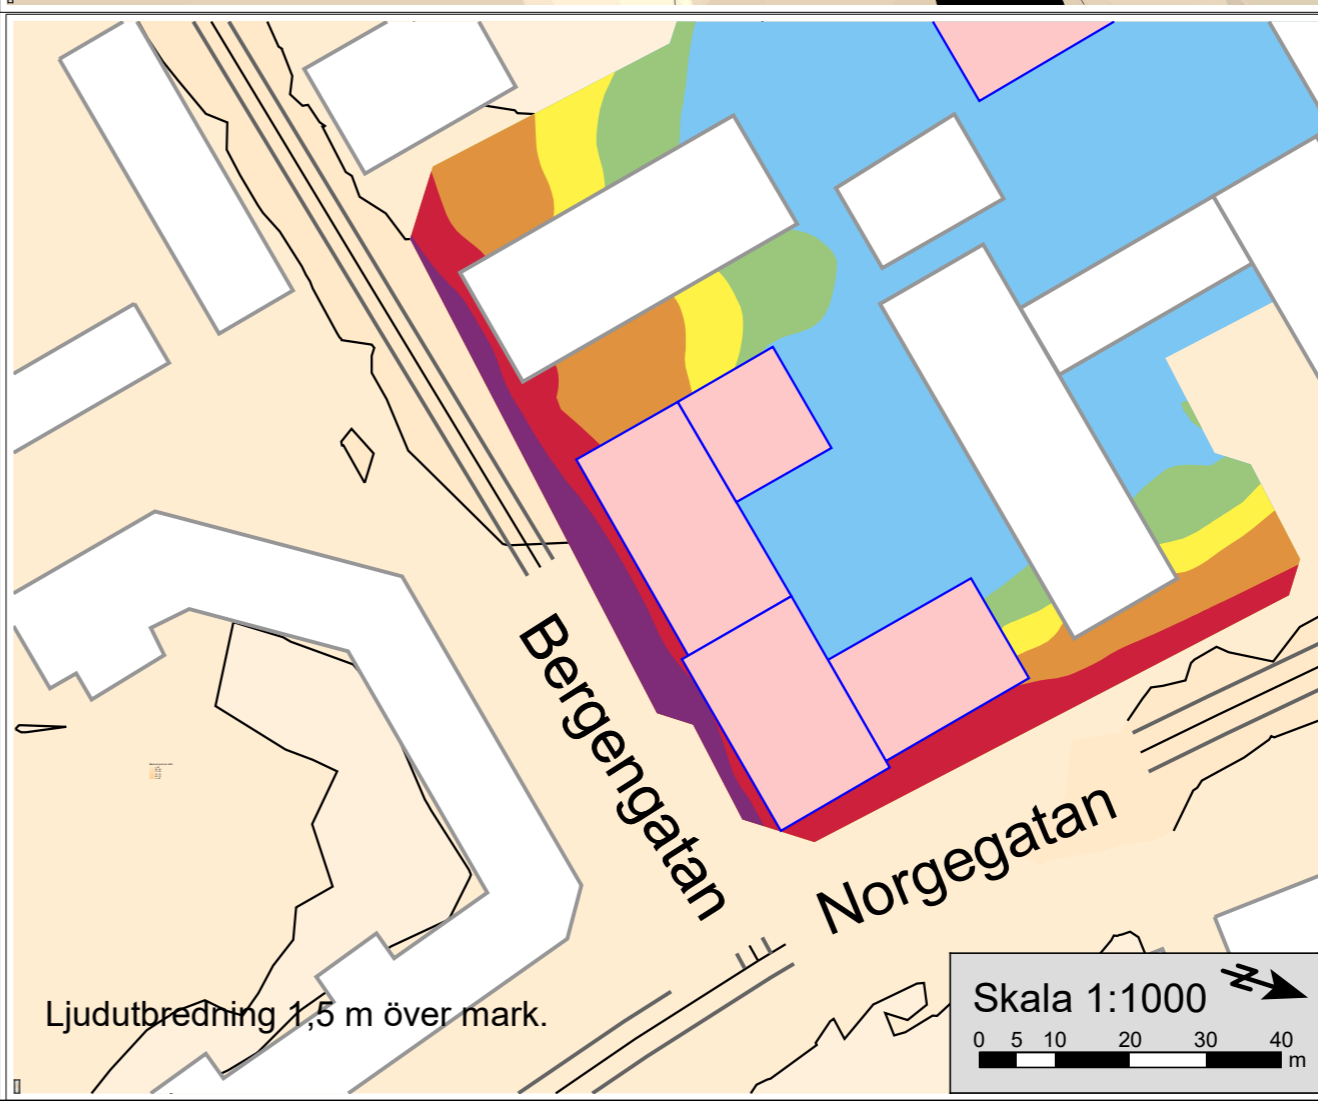 Bergengatan
Norgegatan
Ljudutbredning 1,5 m över mark.
Skala 1:1000
N
0 5 10 20 30 40
m